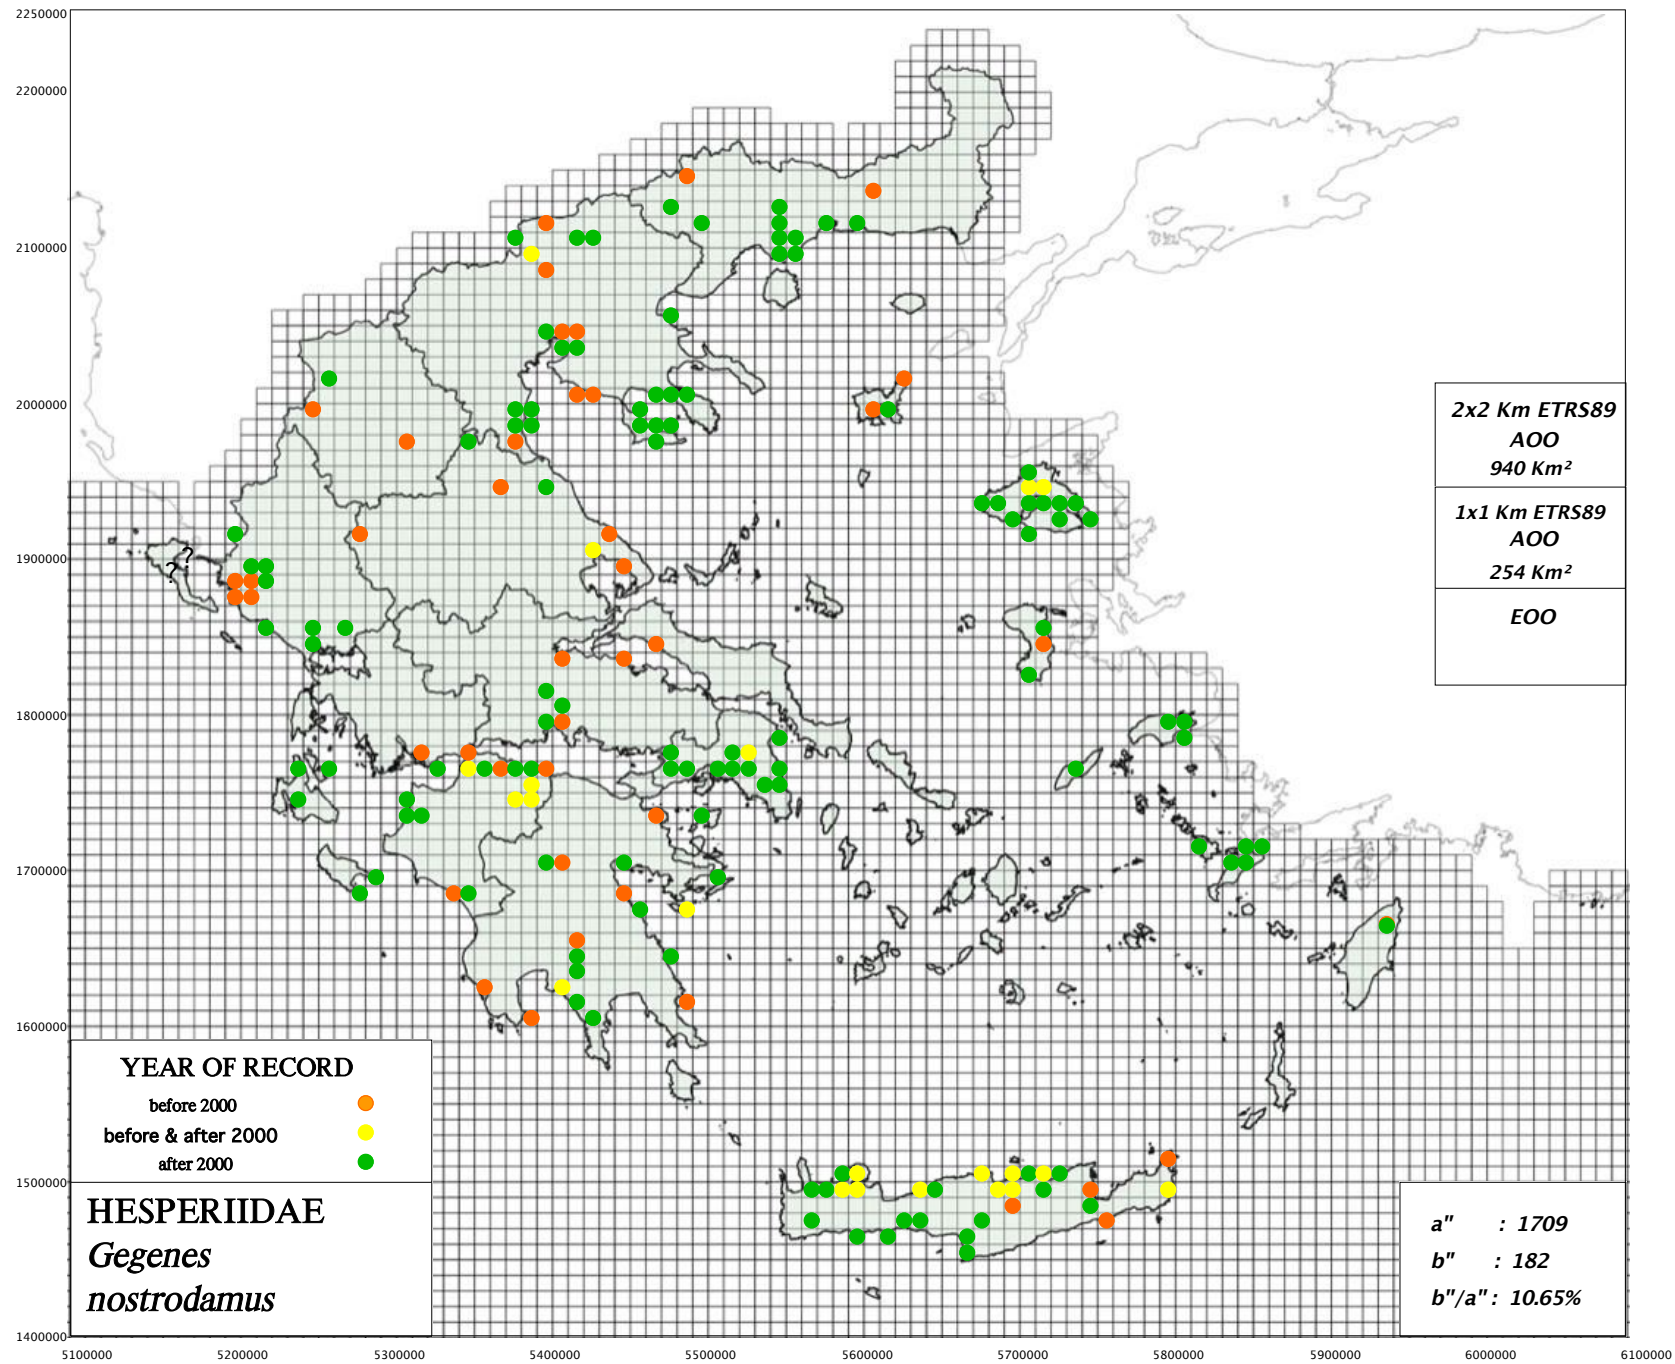 2250000
2200000
2100000
2000000
1900000
1800000
1700000
1600000
1500000
1400000
2x2 Km ETRS89
AOO
940 Km²
1x1 Km ETRS89
AOO
254 Km²
EOO
?
?
YEAR OF RECORD
before 2000
before & after 2000
after 2000
HESPERIIDAE
Gegenes
nostrodamus
a" : 1709
b" : 182
b"/a" : 10.65%
5100000 5200000 5300000 5400000 5500000 5600000 5700000 5800000 5900000 6000000 6100000